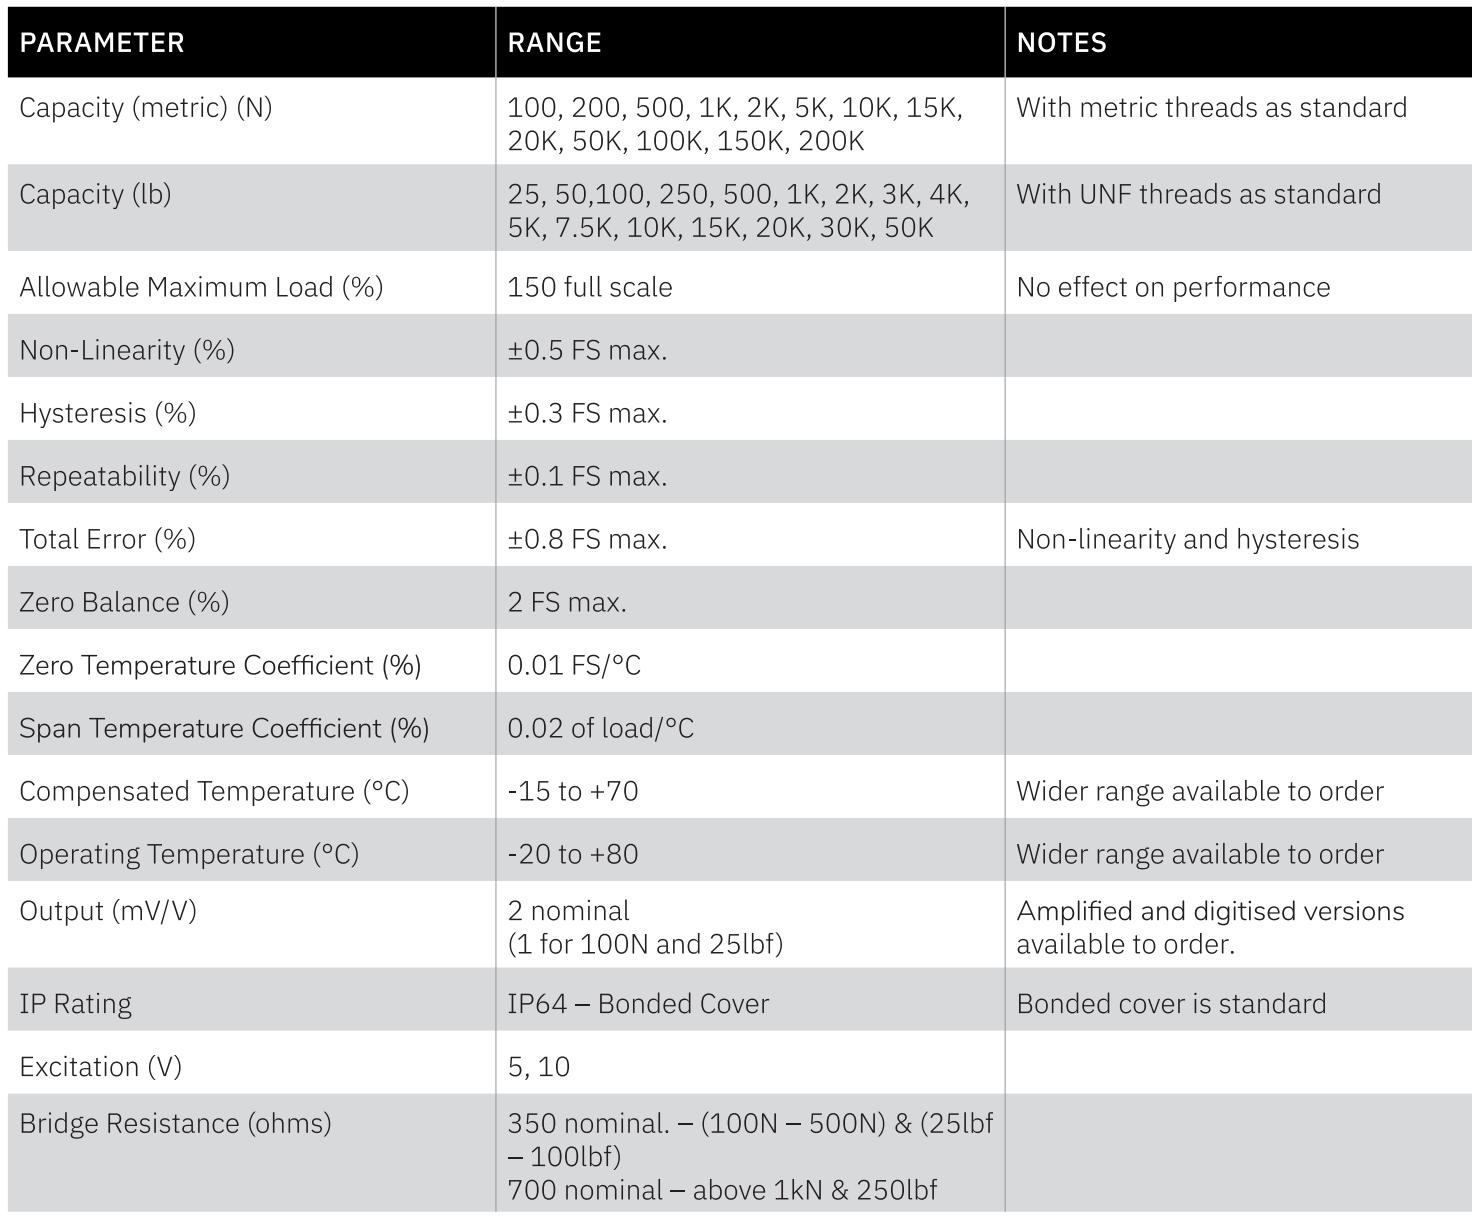 PARAMETER RANGE NOTES
Capacity (metric) (N) 100, 200, 500, 1K, 2K, 5K, 10K, 15K, With metric threads as standard
20K, 50K, 100K, 150K, 200K
Capacity (lb) 25, 50,100, 250, 500, 1K, 2K, 3K, 4K, With UNF threads as standard
5K, 7.5K, 10K, 15K, 20K, 30K, 50K
Allowable Maximum Load (%) 150 full scale No effect on performance
Non-Linearity (%) ±0.5 FS max.
Hysteresis (%) ±0.3 FS max.
Repeatability (%) ±0.1 FS max.
Total Error (%) ±0.8 FS max. Non-linearity and hysteresis
Zero Balance (%) 2 FS max.
Zero Temperature Coefficient (%) 0.01 FS/°C
Span Temperature Coefficient (%) 0.02 of load/°C
Compensated Temperature (°C) -15 to +70 Wider range available to order
Operating Temperature (°C) -20 to +80 Wider range available to order
Output (mV/V) 2 nominal Amplified and digitised versions
(1 for 100N and 25lbf) available to order.
IP Rating IP64 – Bonded Cover Bonded cover is standard
Excitation (V) 5, 10
Bridge Resistance (ohms) 350 nominal. – (100N – 500N) & (25lbf
– 100lbf)
700 nominal – above 1kN & 250lbf